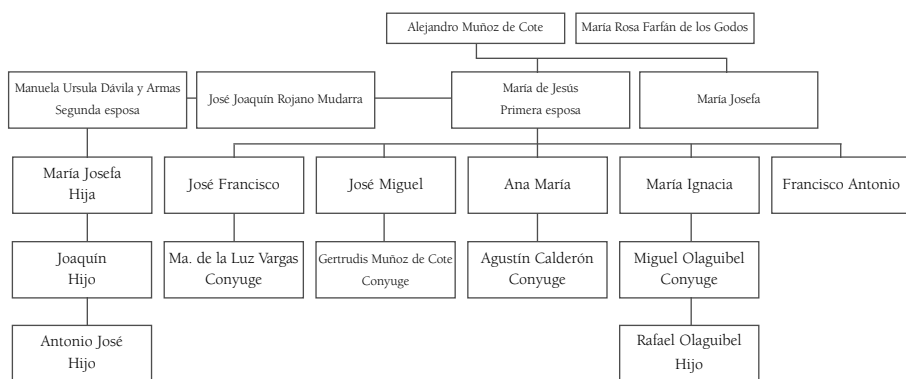 Alejandro Muñoz de Cote
María Rosa Farfán de los Godos
Manuela Ursula Dávila y Armas
Segunda esposa
José Joaquín Rojano Mudarra
María de Jesús
Primera esposa
María Josefa
María Josefa
Hija
José Francisco
José Miguel
Ana María
María Ignacia
Francisco Antonio
Joaquín
Hijo
Ma. de la Luz Vargas
Conyuge
Gertrudis Muñoz de Cote
Conyuge
Agustín Calderón
Conyuge
Miguel Olaguibel
Conyuge
Antonio José
Hijo
Rafael Olaguibel
Hijo